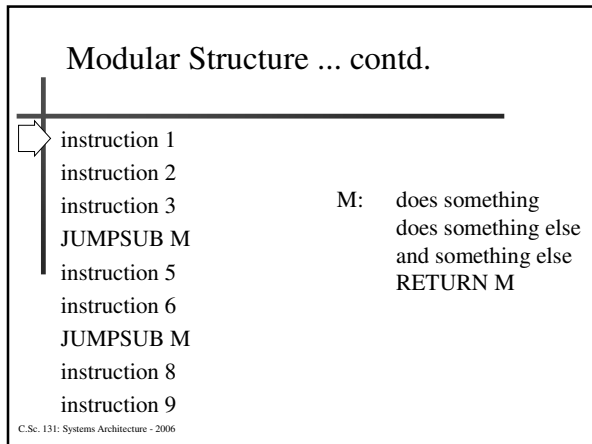 Modular Structure ... contd.
instruction 1
instruction 2
instruction 3
JUMPSUB M
instruction 5
instruction 6
JUMPSUB M
instruction 8
instruction 9
M: does something
does something else
and something else
RETURN M
C.Sc. 131: Systems Architecture - 2006